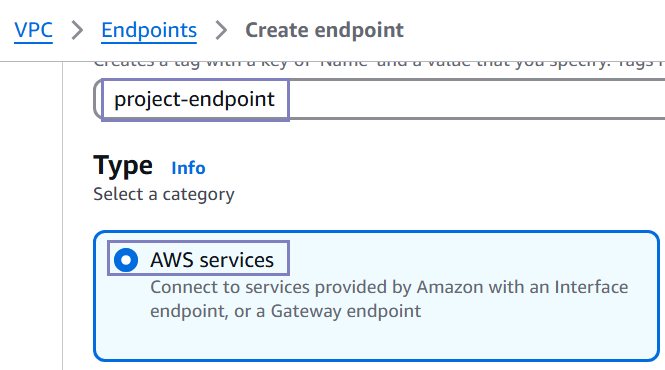 VPC > Endpoints > Create endpoint
Creates a tag with a key of 'Name' and a value that you specify. Tags
project-endpoint
Type Info
Select a category
AWS services
Connect to services provided by Amazon with an Interface
endpoint, or a Gateway endpoint